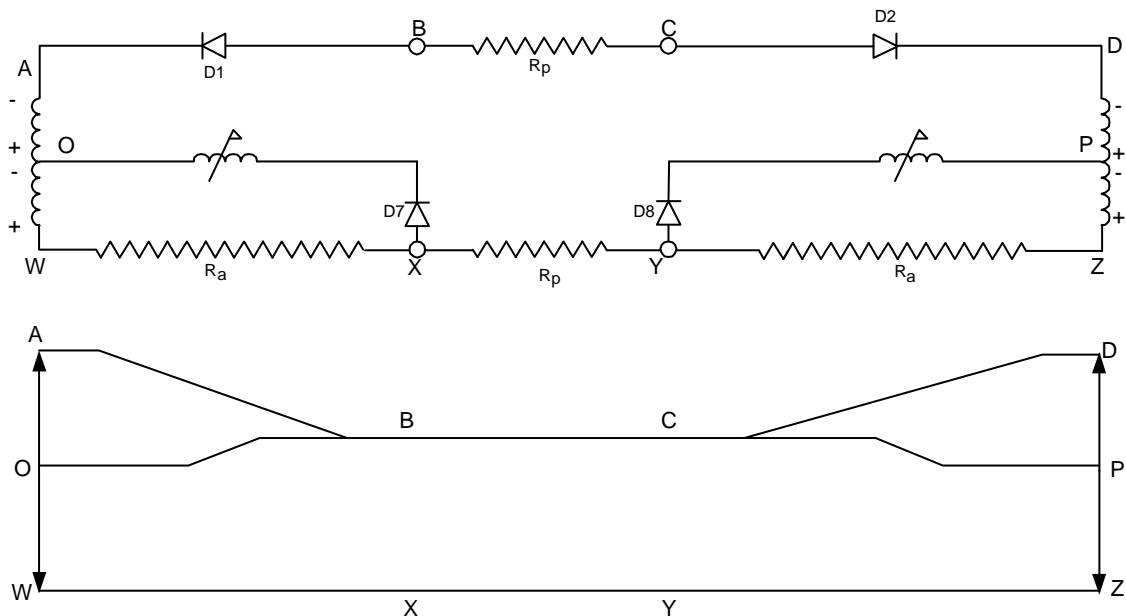 B C D2
A D1 Rp D
- -
O P
+ +
- -
D7 D8
+ +
W Ra X Rp Y Ra Z
A D
B C
O P
W Z
X Y